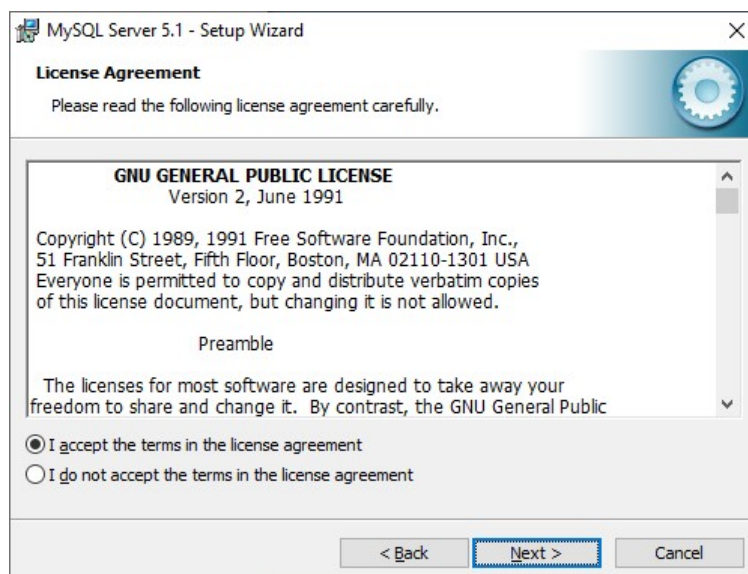 MySQL Server 5.1 - Setup Wizard
License Agreement
Please read the following license agreement carefully.
GNU GENERAL PUBLIC LICENSE
Version 2, June 1991
Copyright (C) 1989, 1991 Free Software Foundation, Inc.,
51 Franklin Street, Fifth Floor, Boston, MA 02110-1301 USA
Everyone is permitted to copy and distribute verbatim copies
of this license document, but changing it is not allowed.
Preamble
The licenses for most software are designed to take away your
freedom to share and change it. By contrast, the GNU General Public
I accept the terms in the license agreement
I do not accept the terms in the license agreement
< Back
Next >
Cancel